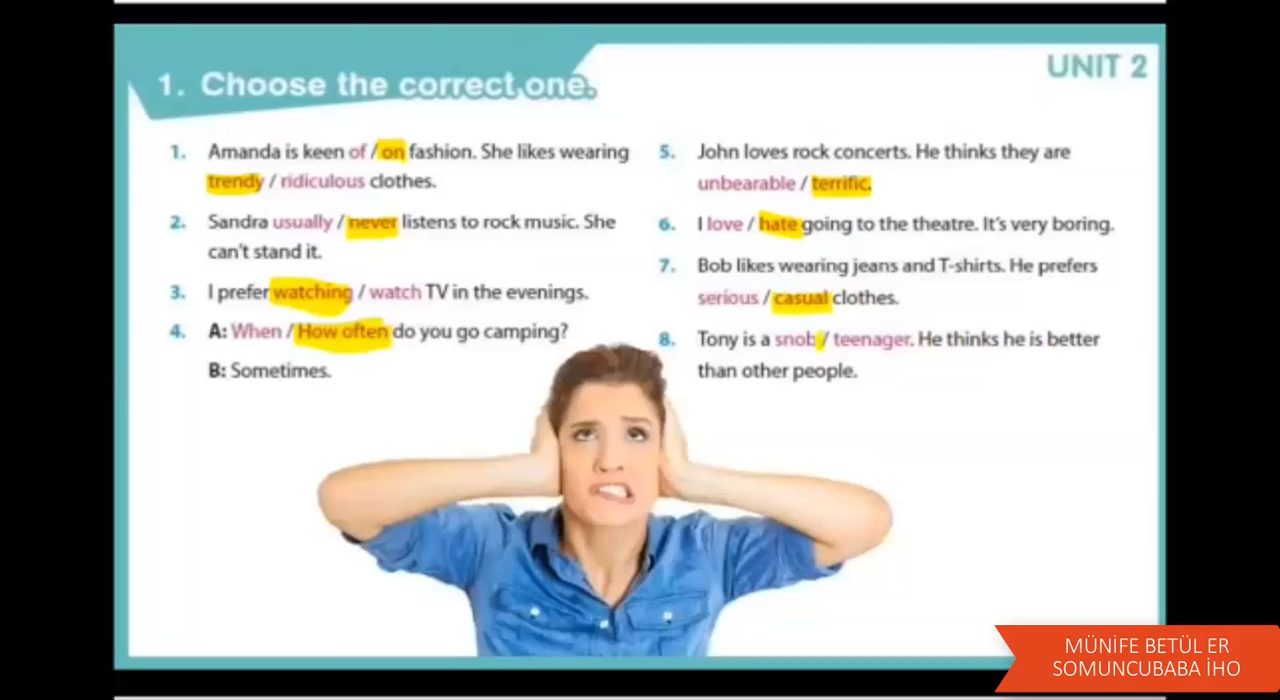 1. Choose the correct one.
UNIT 2
1. Amanda is keen of / on fashion. She likes wearing
trendy / ridiculous clothes.
2. Sandra usually / never listens to rock music. She
can't stand it.
3. I prefer watching / watch TV in the evenings.
4. A: When / How often do you go camping?
B: Sometimes.
5. John loves rock concerts. He thinks they are
unbearable / terrific.
6. I love / hate going to the theatre. It's very boring.
7. Bob likes wearing jeans and T-shirts. He prefers
serious / casual clothes.
8. Tony is a snob / teenager. He thinks he is better
than other people.
MÜNİFE BETÜL ER
SOMUNCUBABA İHO